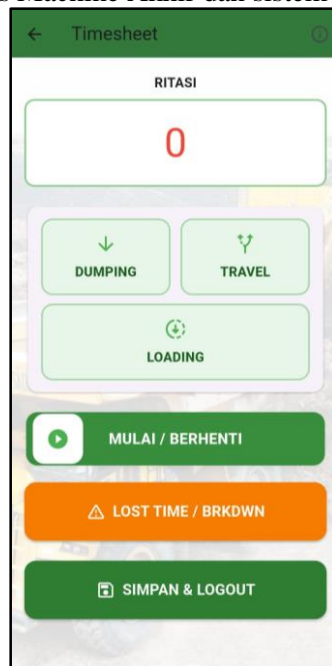 Timesheet
RITASI
0
DUMPING
TRAVEL
LOADING
MULAI / BERHENTI
LOST TIME / BRKDWN
SIMPAN & LOGOUT